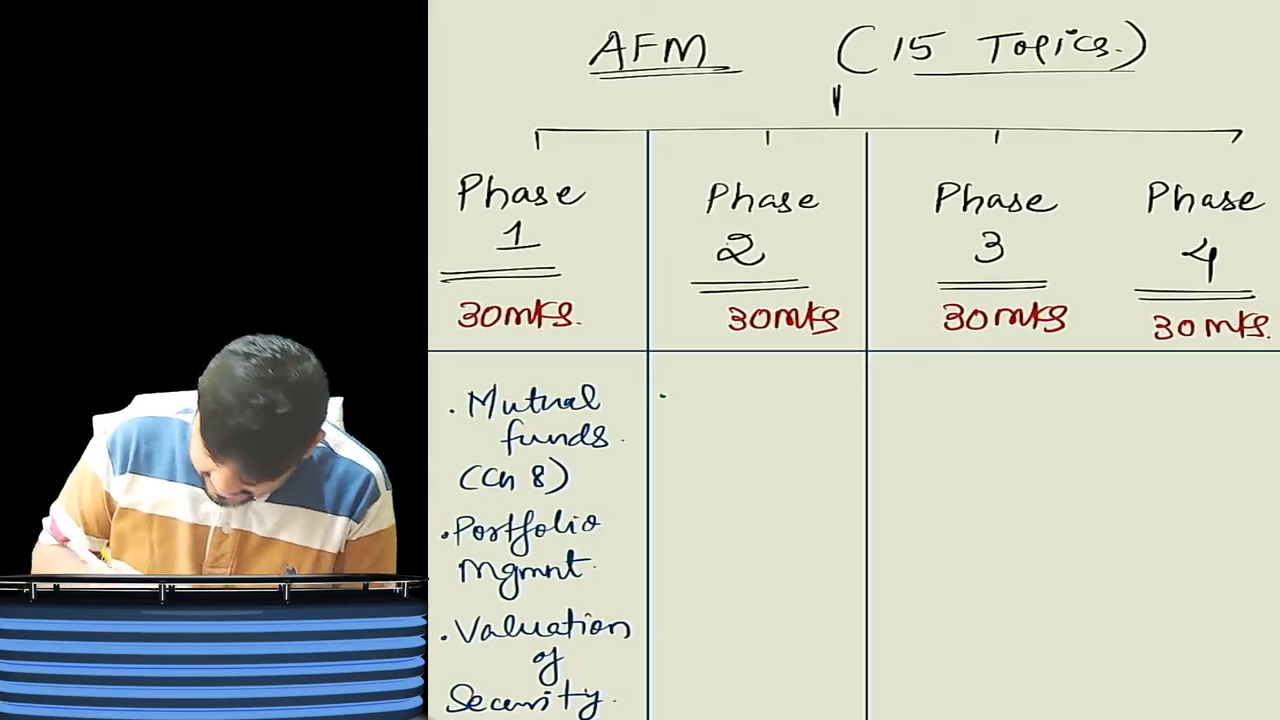 AFM (15 Topics.)
Phase 1 Phase 2 Phase 3 Phase 4
30mks. 30mks 30mks 30mks.
. Mutual
funds.
(Ch 8)
. Portfolio
Mgmnt.
. Valuation
of
Security.